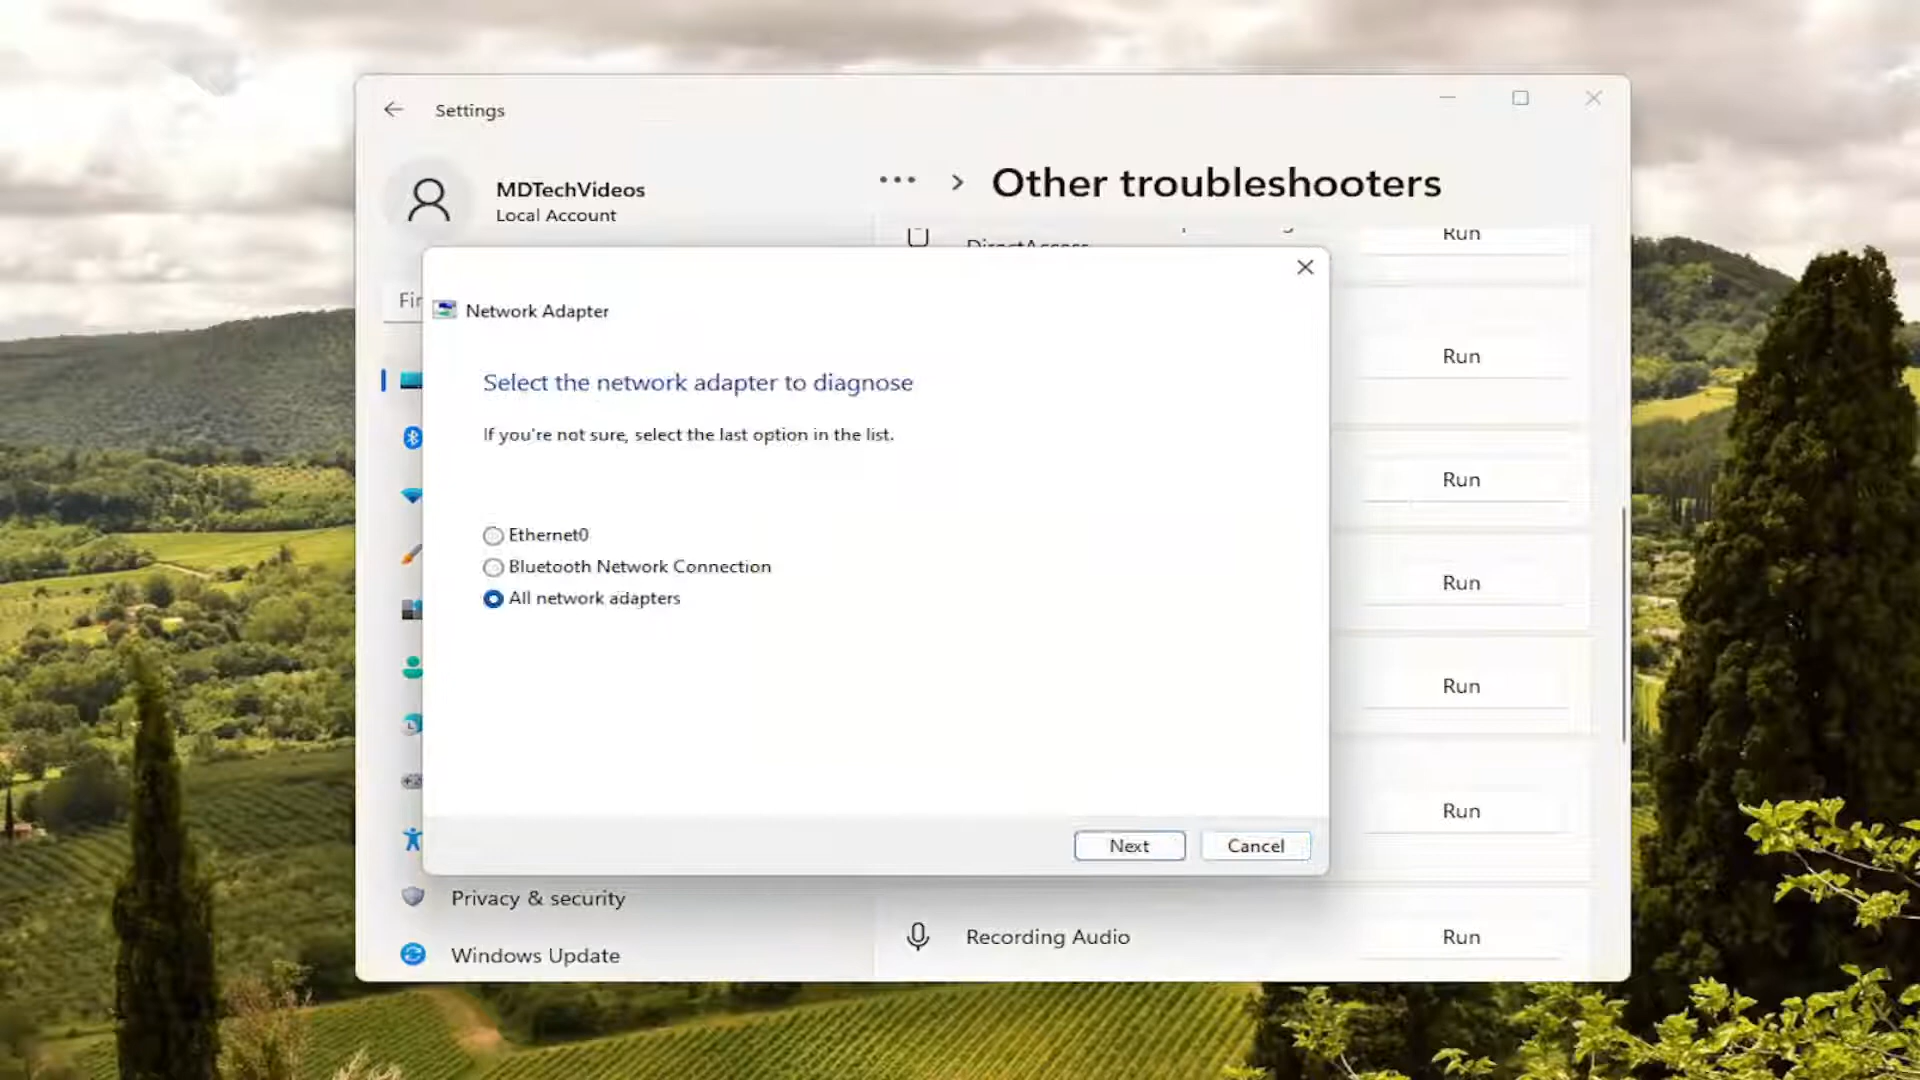 Settings
MDTechVideos
Local Account
Other troubleshooters
DirectAccess
Run
Fin
Network Adapter
Select the network adapter to diagnose
If you're not sure, select the last option in the list.
Run
Run
Ethernet0
Bluetooth Network Connection
All network adapters
Run
Run
Run
Next
Cancel
Privacy & security
Recording Audio
Run
Windows Update